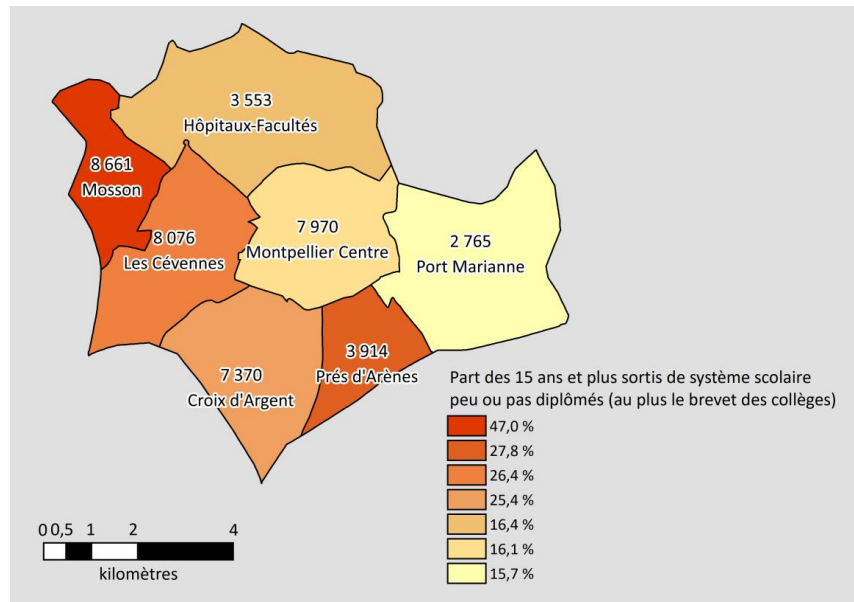 3 553
Hôpitaux-Facultés
8 661
Mosson
8 076
Les Cévennes
7 970
Montpellier Centre
2 765
Port Marianne
7 370
Croix d'Argent
3 914
Prés d'Arènes
Part des 15 ans et plus sortis de système scolaire
peu ou pas diplômés (au plus le brevet des collèges)
47,0 %
27,8 %
26,4 %
25,4 %
16,4 %
16,1 %
15,7 %
0 0,5 1 2 4
kilomètres